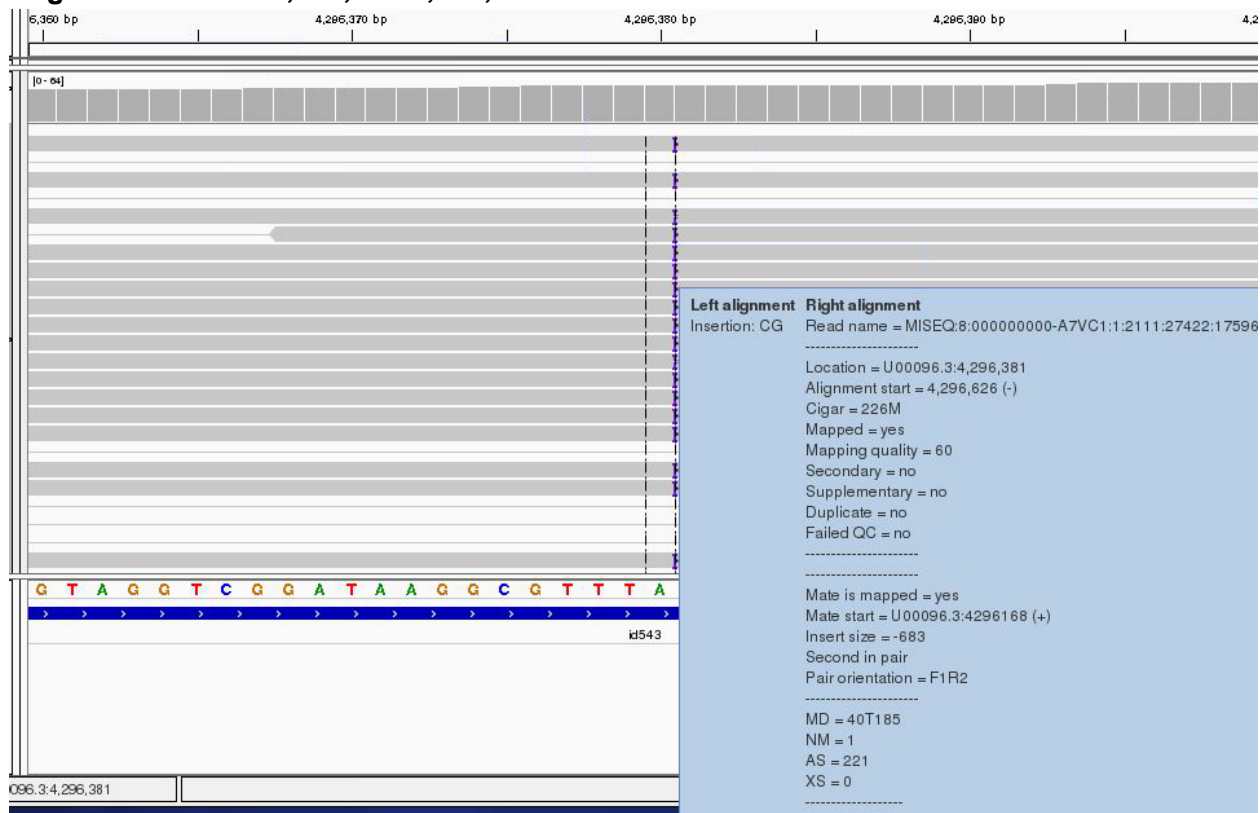 6,360 bp 4,296,370 bp 4,296,380 bp 4,296,390 bp 4,2
[0 - 64]
Left alignment Right alignment
Insertion: CG Read name = MISEQ:8:000000000-A7VC1:1:2111:27422:17596
----------------------
Location = U00096.3:4,296,381
Alignment start = 4,296,626 (-)
Cigar = 226M
Mapped = yes
Mapping quality = 60
Secondary = no
Supplementary = no
Duplicate = no
Failed QC = no
----------------------
----------------------
Mate is mapped = yes
Mate start = U00096.3:4296168 (+)
Insert size = -683
Second in pair
Pair orientation = F1R2
----------------------
MD = 40T185
NM = 1
AS = 221
XS = 0
-------------------
G T A G G T C G G A T A A G G C G T T T A
id543
096.3:4,296,381